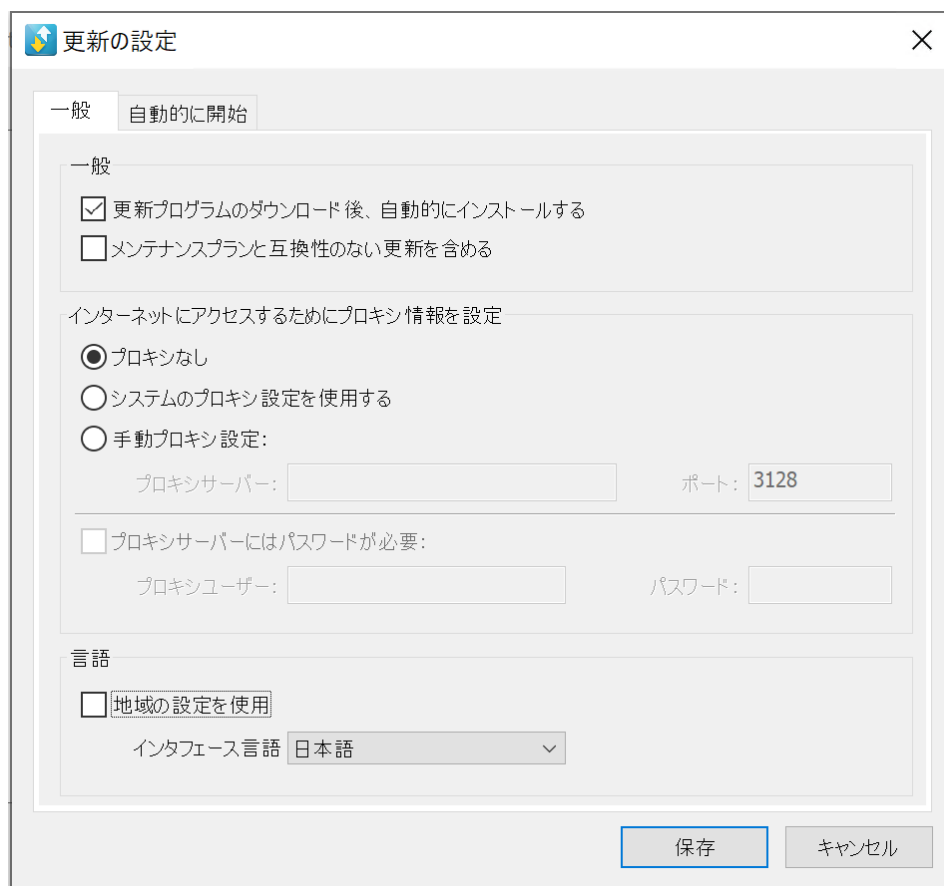 更新の設定
一般
自動的に開始
一般
更新プログラムのダウンロード後、自動的にインストールする
メンテナンスプランと互換性のない更新を含める
インターネットにアクセスするためにプロキシ情報を設定
プロキシなし
システムのプロキシ設定を使用する
手動プロキシ設定:
プロキシサーバー: ポート: 3128
プロキシサーバーにはパスワードが必要:
プロキシユーザー: パスワード:
言語
地域の設定を使用
インタフェース言語 日本語
保存 キャンセル